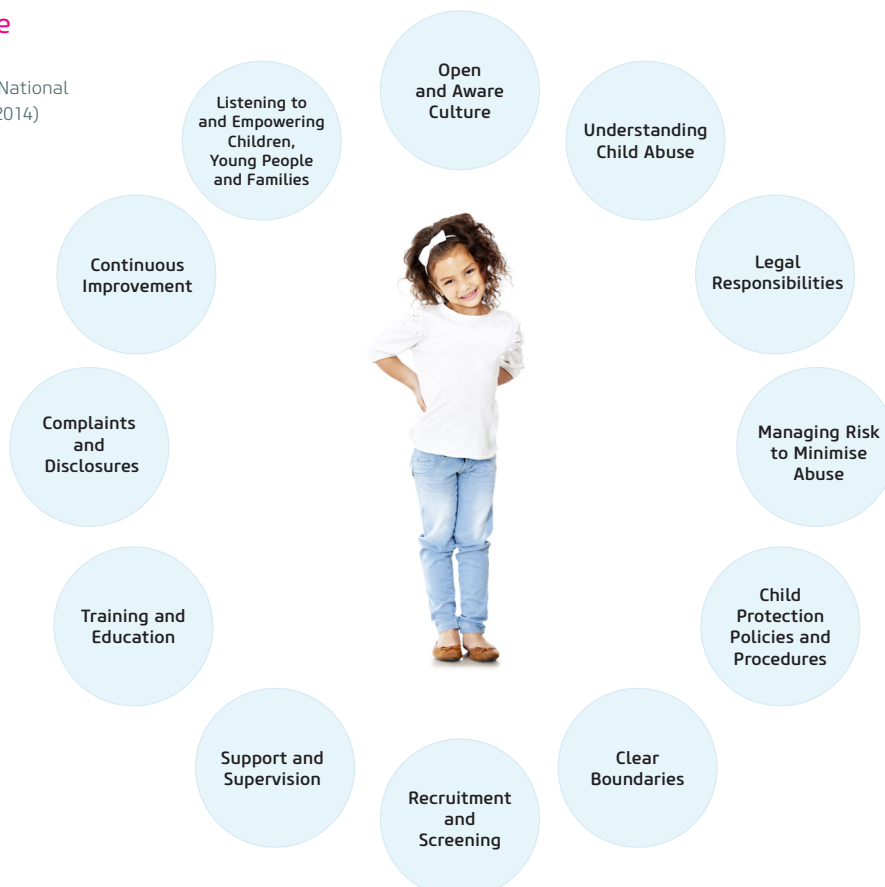 e
National
2014)
Open
and Aware
Culture
Understanding
Child Abuse
Legal
Responsibilities
Managing Risk
to Minimise
Abuse
Child
Protection
Policies and
Procedures
Clear
Boundaries
Recruitment
and
Screening
Support and
Supervision
Training and
Education
Complaints
and
Disclosures
Continuous
Improvement
Listening to
and Empowering
Children,
Young People
and Families